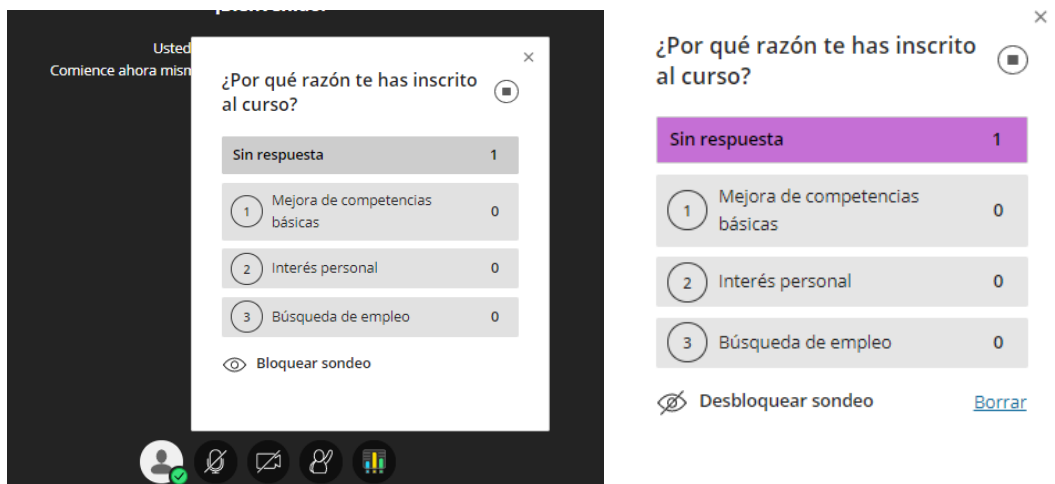 Usted
Comience ahora misn
¿Por qué razón te has inscrito
al curso?
Sin respuesta 1
1 Mejora de competencias
básicas 0
2 Interés personal 0
3 Búsqueda de empleo 0
Bloquear sondeo
¿Por qué razón te has inscrito
al curso?
Sin respuesta 1
1 Mejora de competencias
básicas 0
2 Interés personal 0
3 Búsqueda de empleo 0
Desbloquear sondeo Borrar